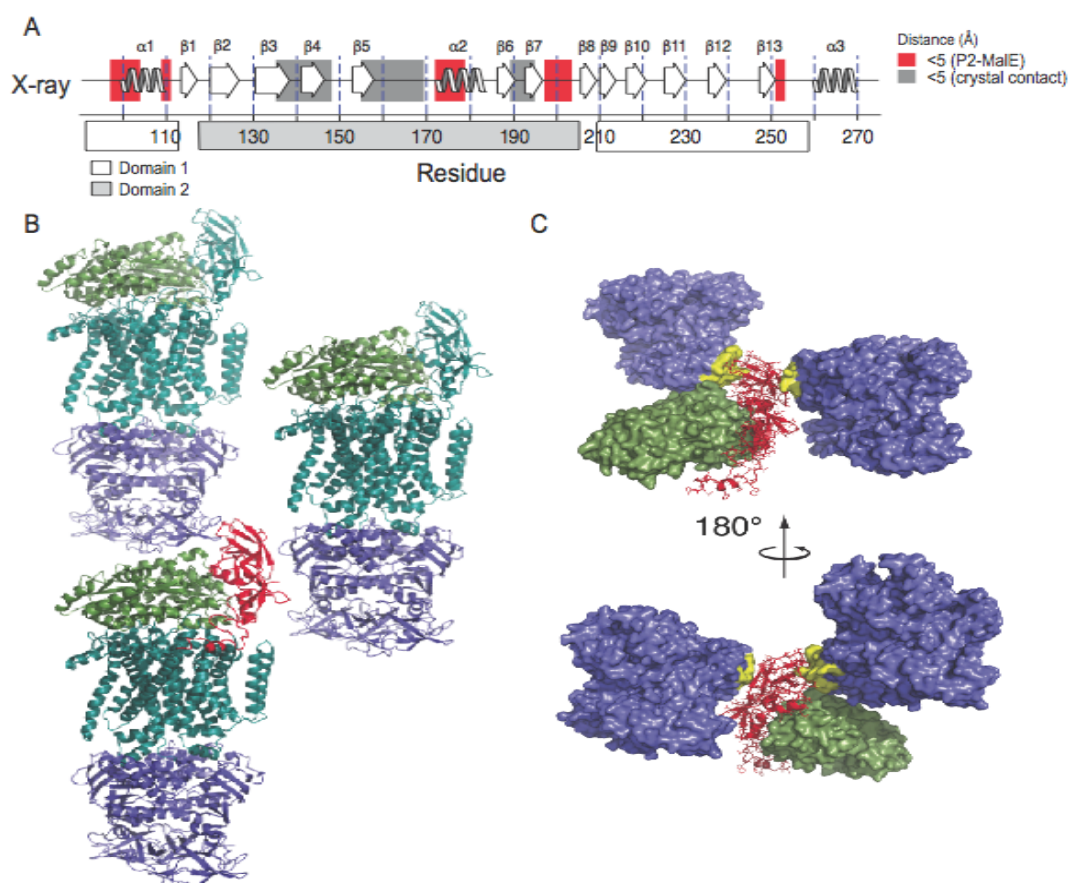 A
α1 β1 β2 β3 β4 β5 α2 β6 β7 β8 β9 β10 β11 β12 β13 α3
X-ray
Distance (Å)
<5 (P2-MalE)
<5 (crystal contact)
110 130 150 170 190 210 230 250 270
Domain 1
Domain 2
Residue
B
C
180°